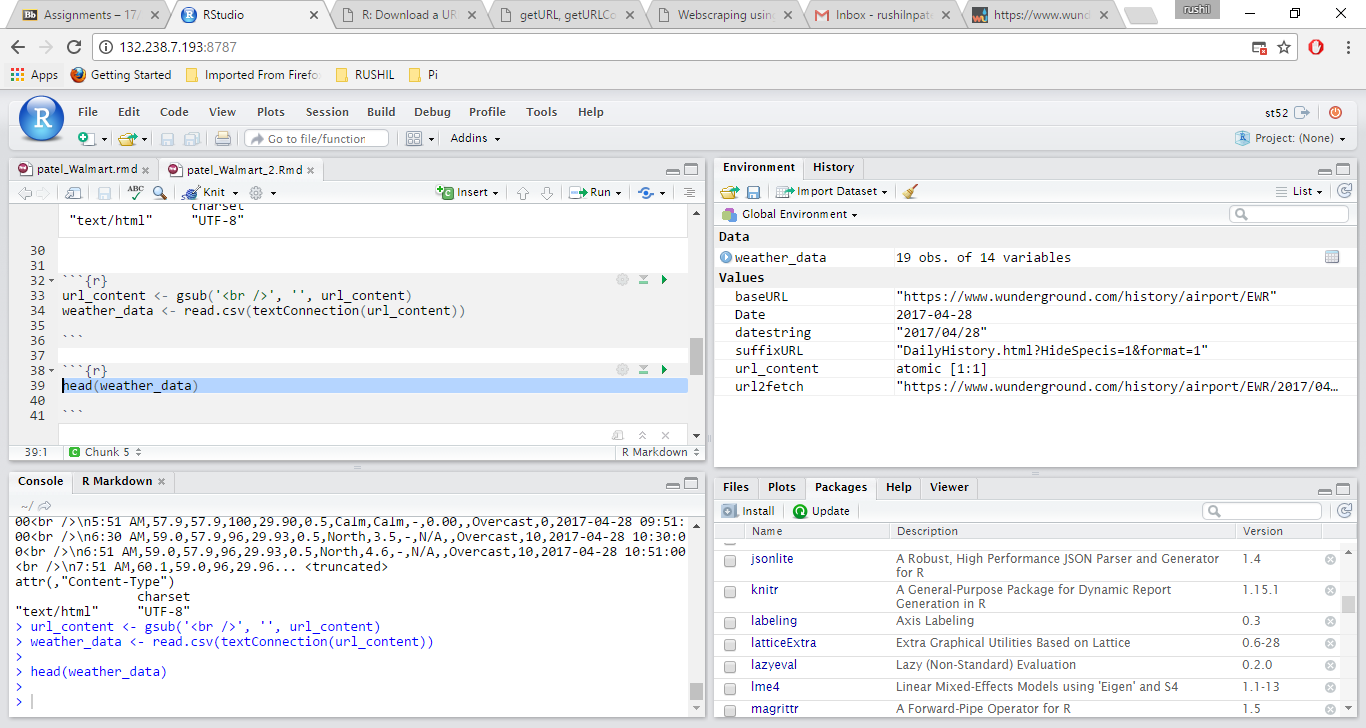 Assignments – 17/
RStudio
R: Download a UR
getURL, getURLCo
Webscraping using
Inbox - rushilnpate
https://www.wund
rushil
132.238.7.193:8787
Apps
Getting Started
Imported From Firefo
RUSHIL
Pi
File Edit Code View Plots Session Build Debug Profile Tools Help
st52
Go to file/function
Addins
Project: (None)
patel_Walmart.rmd
patel_Walmart_2.Rmd
ABC
Knit
Insert
Run
charset
"text/html" "UTF-8"
30
31
32 ```{r}
33 url_content <- gsub('<br />', '', url_content)
34 weather_data <- read.csv(textConnection(url_content))
35
36 ```
37
38 ```{r}
39 head(weather_data)
40
41 ```
39:1
C Chunk 5
R Markdown
Console
R Markdown
~/
00<br />\n5:51 AM,57.9,57.9,100,29.90,0.5,Calm,Calm,-,0.00,,Overcast,0,2017-04-28 09:51:
00<br />\n6:30 AM,59.0,57.9,96,29.93,0.5,North,3.5,-,N/A,,Overcast,10,2017-04-28 10:30:0
0<br />\n6:51 AM,59.0,57.9,96,29.93,0.5,North,4.6,-,N/A,,Overcast,10,2017-04-28 10:51:00
<br />\n7:51 AM,60.1,59.0,96,29.96... <truncated>
attr(,"Content-Type")
charset
"text/html" "UTF-8"
> url_content <- gsub('<br />', '', url_content)
> weather_data <- read.csv(textConnection(url_content))
>
> head(weather_data)
>
>
Environment
History
Import Dataset
List
Global Environment
Data
weather_data 19 obs. of 14 variables
Values
baseURL "https://www.wunderground.com/history/airport/EWR"
Date 2017-04-28
datestring "2017/04/28"
suffixURL "DailyHistory.html?HideSpecis=1&format=1"
url_content atomic [1:1]
url2fetch "https://www.wunderground.com/history/airport/EWR/2017/04…
Files Plots Packages Help Viewer
Install
Update
Name Description Version
jsonlite A Robust, High Performance JSON Parser and Generator for R 1.4
knitr A General-Purpose Package for Dynamic Report Generation in R 1.15.1
labeling Axis Labeling 0.3
latticeExtra Extra Graphical Utilities Based on Lattice 0.6-28
lazyeval Lazy (Non-Standard) Evaluation 0.2.0
lme4 Linear Mixed-Effects Models using 'Eigen' and S4 1.1-13
magrittr A Forward-Pipe Operator for R 1.5